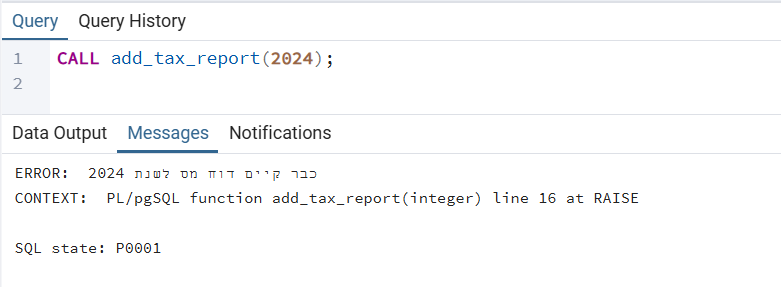 Query Query History
1 CALL add_tax_report(2024);
2
Data Output Messages Notifications
ERROR:  כבר קיים דוח מס לשנת 2024
CONTEXT:  PL/pgSQL function add_tax_report(integer) line 16 at RAISE
SQL state: P0001